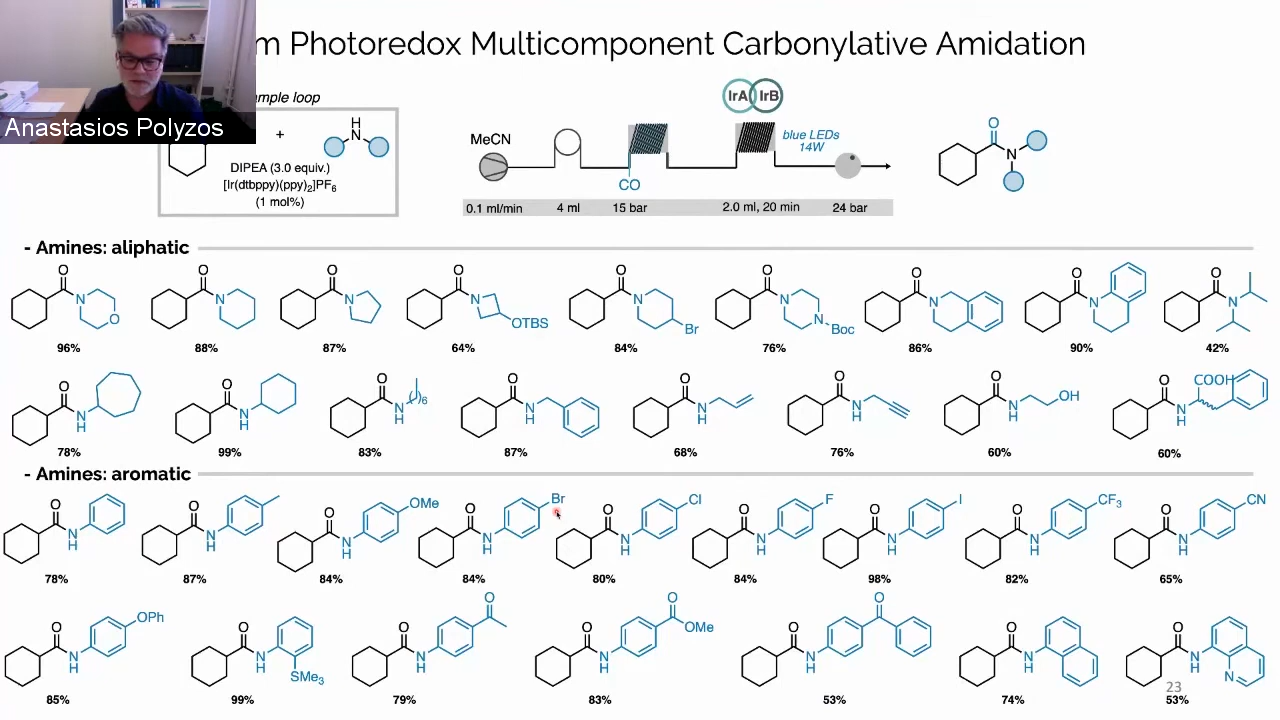 m Photoredox Multicomponent Carbonylative Amidation
Anastasios Polyzos
mple loop
+
H
N
DIPEA (3.0 equiv.)
[Ir(dtbppy)(ppy)2]PF6
(1 mol%)
MeCN
CO
IrA IrB
blue LEDs
14W
0.1 ml/min 4 ml 15 bar 2.0 ml, 20 min 24 bar
O
N
- Amines: aliphatic
O O O O O O O O O
N N N N N N N N N
O OTBS Br N Boc
96% 88% 87% 64% 84% 76% 86% 90% 42%
O O O O O O O O
N H N H N H ( )6 N H N H N H N H OH N H COOH
78% 99% 83% 87% 68% 76% 60% 60%
- Amines: aromatic
O O O O O O O O O
N H N H N H N H N H N H N H N H N H
OMe Br Cl F I CF3 CN
78% 87% 84% 84% 80% 84% 98% 82% 65%
O O O O O O O
N H N H N H N H N H N H N H
OPh SMe3 O O OMe O N
23
85% 99% 79% 83% 53% 74% 53%